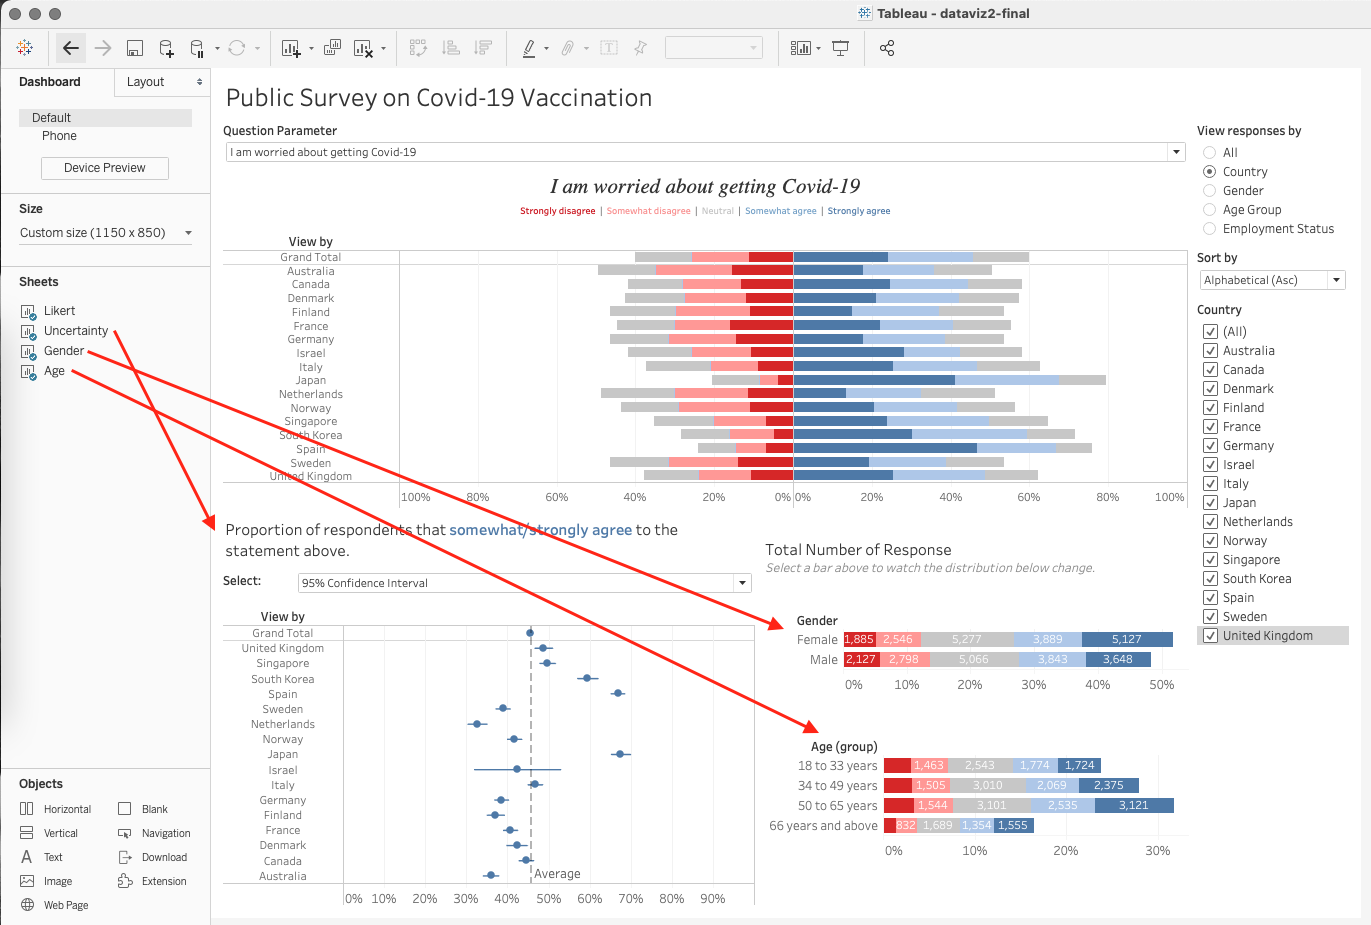 Tableau - dataviz2-final
Dashboard
Layout
Default
Phone
Device Preview
Size
Custom size (1150 x 850)
Sheets
Likert
Uncertainty
Gender
Age
Objects
Horizontal
Blank
Vertical
Navigation
Text
Download
Image
Extension
Web Page
Public Survey on Covid-19 Vaccination
Question Parameter
I am worried about getting Covid-19
I am worried about getting Covid-19
Strongly disagree | Somewhat disagree | Neutral | Somewhat agree | Strongly agree
View by
Grand Total
Australia
Canada
Denmark
Finland
France
Germany
Israel
Italy
Japan
Netherlands
Norway
Singapore
South Korea
Spain
Sweden
United Kingdom
100% 80% 60% 40% 20% 0% 0% 20% 40% 60% 80% 100%
Proportion of respondents that somewhat/strongly agree to the
statement above.
Select:
95% Confidence Interval
View by
Grand Total
United Kingdom
Singapore
South Korea
Spain
Sweden
Netherlands
Norway
Japan
Israel
Italy
Germany
Finland
France
Denmark
Canada
Australia
Average
0% 10% 20% 30% 40% 50% 60% 70% 80% 90%
Total Number of Response
Select a bar above to watch the distribution below change.
Gender
Female 1,885 2,546 5,277 3,889 5,127
Male 2,127 2,798 5,066 3,843 3,648
0% 10% 20% 30% 40% 50%
Age (group)
18 to 33 years 1,463 2,543 1,774 1,724
34 to 49 years 1,505 3,010 2,069 2,375
50 to 65 years 1,544 3,101 2,535 3,121
66 years and above 832 1,689 1,354 1,555
0% 10% 20% 30%
View responses by
All
Country
Gender
Age Group
Employment Status
Sort by
Alphabetical (Asc)
Country
(All)
Australia
Canada
Denmark
Finland
France
Germany
Israel
Italy
Japan
Netherlands
Norway
Singapore
South Korea
Spain
Sweden
United Kingdom